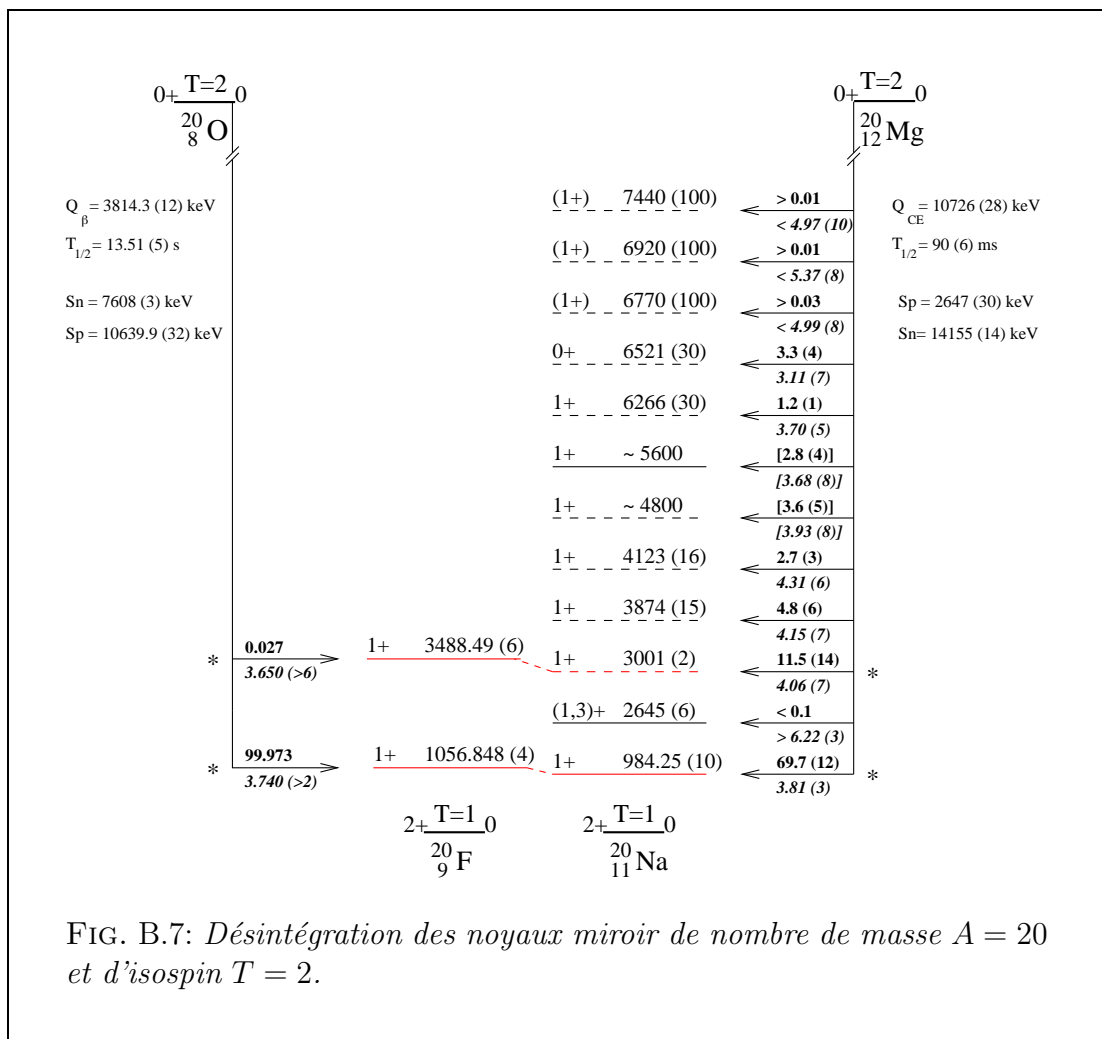 0+ T=2 0
20 8 O
0+ T=2 0
20 12 Mg
Qβ = 3814.3 (12) keV
T1/2 = 13.51 (5) s
Sn = 7608 (3) keV
Sp = 10639.9 (32) keV
QCE = 10726 (28) keV
T1/2 = 90 (6) ms
Sp = 2647 (30) keV
Sn= 14155 (14) keV
(1+) 7440 (100) > 0.01
< 4.97 (10)
(1+) 6920 (100) > 0.01
< 5.37 (8)
(1+) 6770 (100) > 0.03
< 4.99 (8)
0+ 6521 (30) 3.3 (4)
3.11 (7)
1+ 6266 (30) 1.2 (1)
3.70 (5)
1+ ~ 5600 [2.8 (4)]
[3.68 (8)]
1+ ~ 4800 [3.6 (5)]
[3.93 (8)]
1+ 4123 (16) 2.7 (3)
4.31 (6)
1+ 3874 (15) 4.8 (6)
4.15 (7)
* 0.027 1+ 3488.49 (6) 1+ 3001 (2) 11.5 (14) *
3.650 (>6) 4.06 (7)
(1,3)+ 2645 (6) < 0.1
> 6.22 (3)
* 99.973 1+ 1056.848 (4) 1+ 984.25 (10) 69.7 (12) *
3.740 (>2) 3.81 (3)
2+ T=1 0
20 9 F
2+ T=1 0
20 11 Na
FIG. B.7: Désintégration des noyaux miroir de nombre de masse A = 20
et d'isospin T = 2.